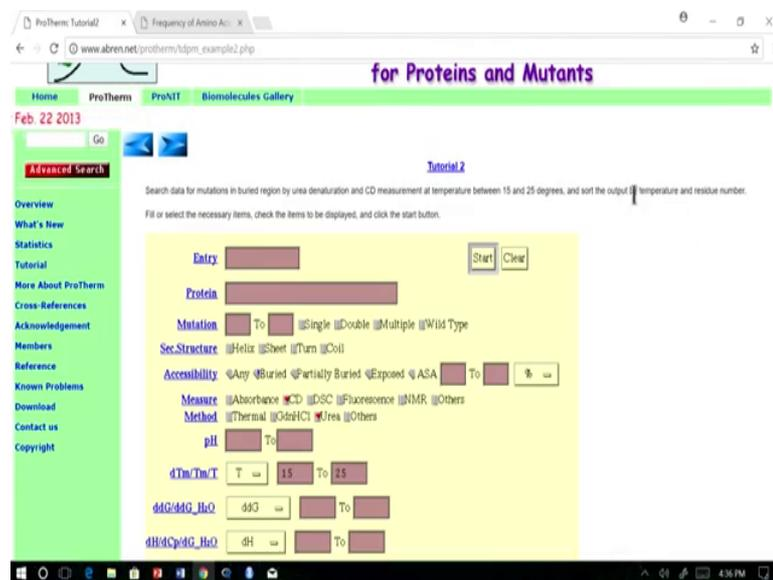 ProTherm: Tutorial2
Frequency of Amino Ac
www.abren.net/protherm/tdpm_example2.php
for Proteins and Mutants
Home ProTherm ProNIT Biomolecules Gallery
Feb. 22 2013
Go
Advanced Search
Overview
What's New
Statistics
Tutorial
More About ProTherm
Cross-References
Acknowledgement
Members
Reference
Known Problems
Download
Contact us
Copyright
Tutorial 2
Search data for mutations in buried region by urea denaturation and CD measurement at temperature between 15 and 25 degrees, and sort the output by temperature and residue number.
Fill or select the necessary items, check the items to be displayed, and click the start button.
Entry Start Clear
Protein
Mutation To Single Double Multiple Wild Type
Sec.Structure Helix Sheet Turn Coil
Accessibility Any Buried Partially Buried Exposed ASA To %
Measure Absorbance CD DSC Fluorescence NMR Others
Method Thermal GdnHCl Urea Others
pH To
dTm/Tm/T T 15 To 25
ddG/ddG_H2O ddG To
dH/dCp/dG_H2O dH To
4:36 PM